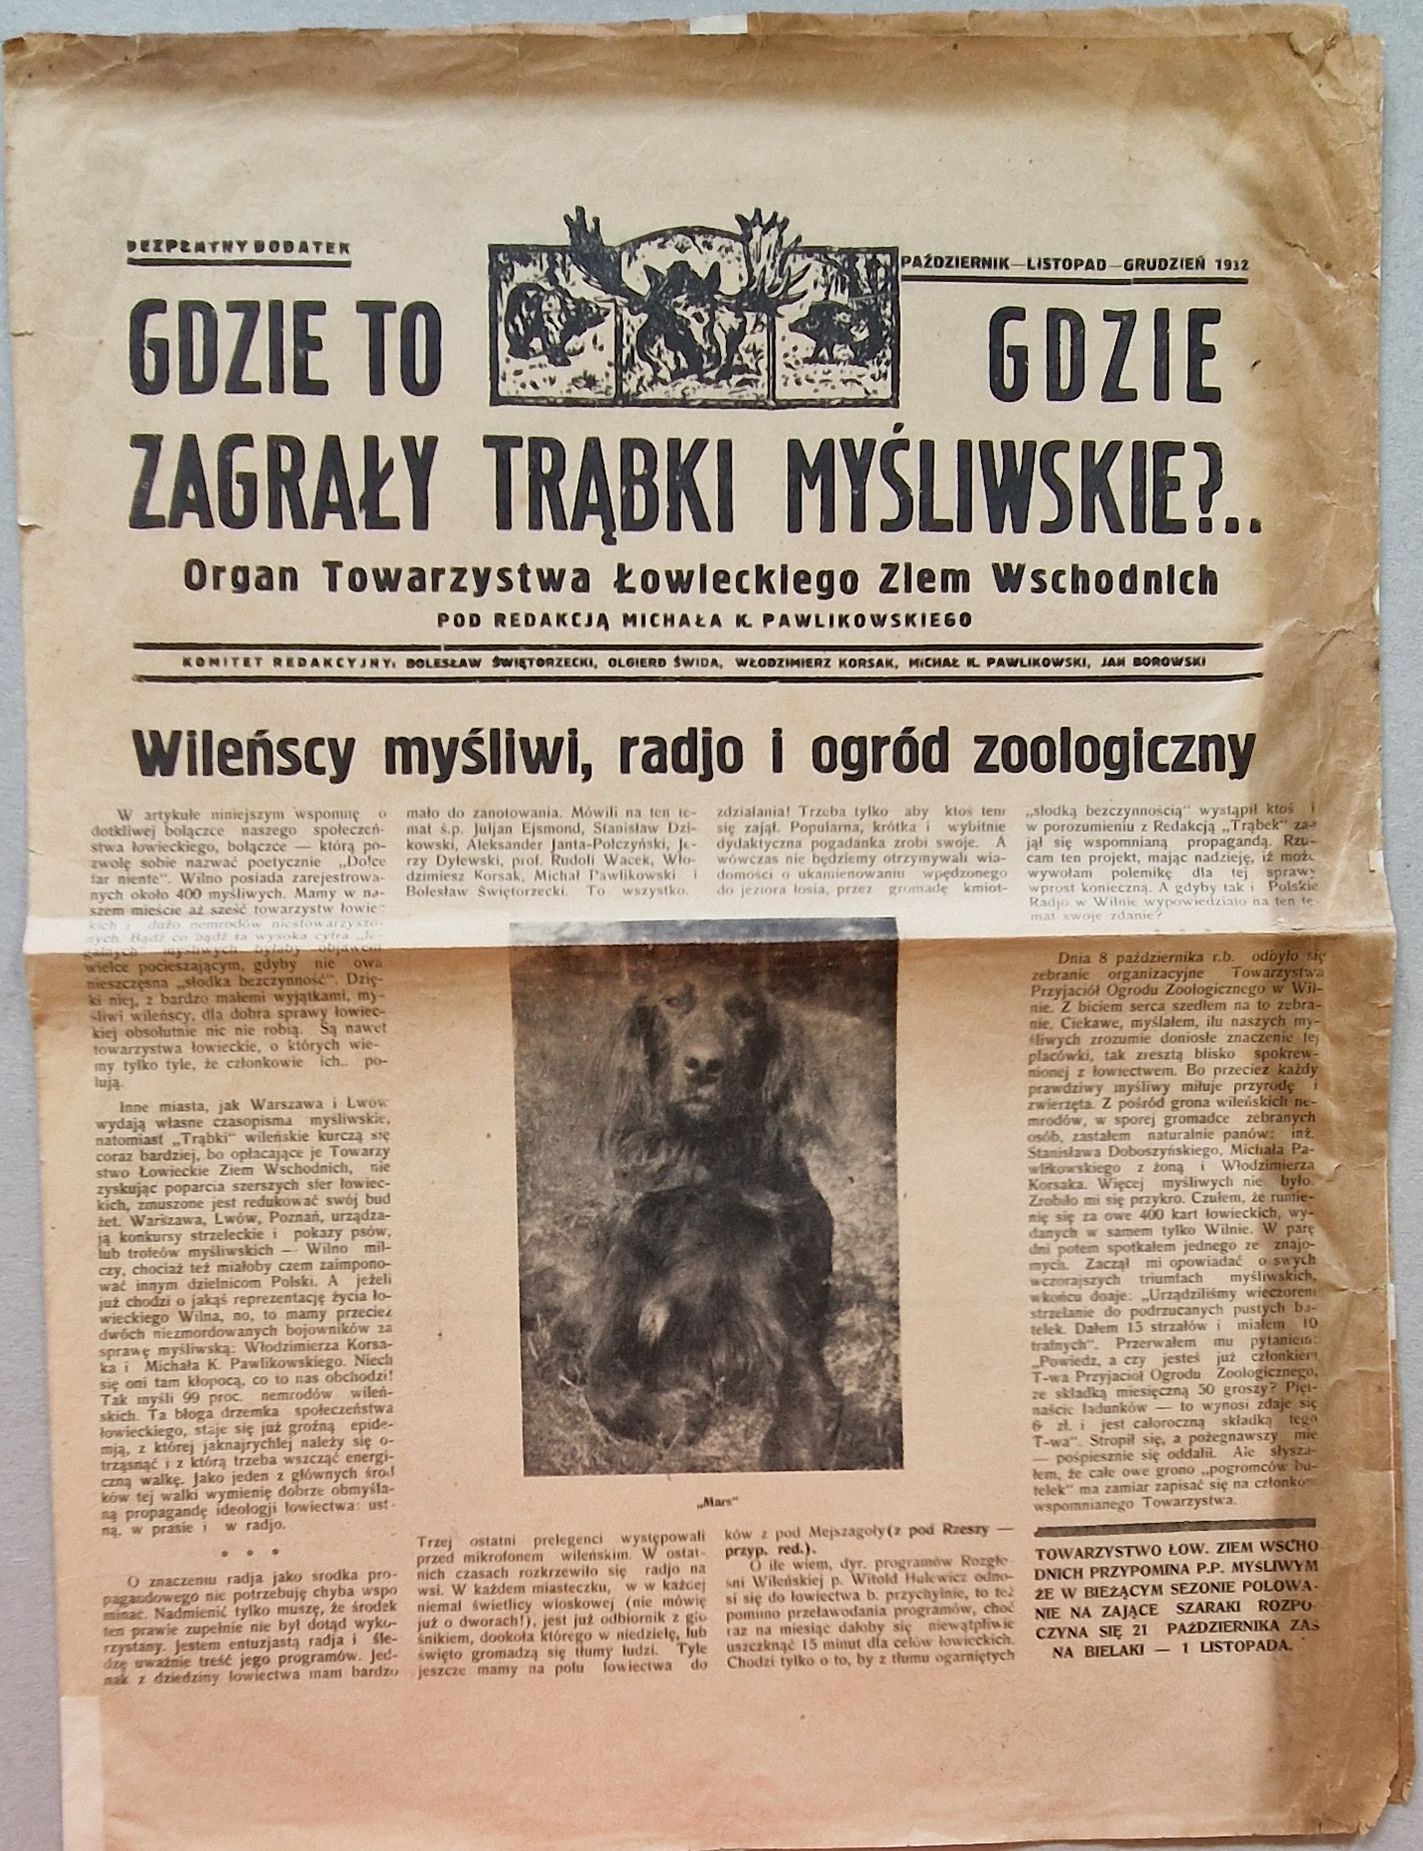 BEZPŁATNY DODATEK
PAŹDZIERNIK—LISTOPAD—GRUDZIEŃ 1932
GDZIE TO GDZIE
ZAGRAŁY TRĄBKI MYŚLIWSKIE?..
Organ Towarzystwa Łowieckiego Ziem Wschodnich
POD REDAKCJĄ MICHAŁA K. PAWLIKOWSKIEGO
KOMITET REDAKCYJNY: BOLESŁAW ŚWIĘTORZECKI, OLGIERD ŚWIDA, WŁODZIMIERZ KORSAK, MICHAŁ K. PAWLIKOWSKI, JAN BOROWSKI
Wileńscy myśliwi, radjo i ogród zoologiczny
W artykule niniejszym wspomnę o
dotkliwej bolączce naszego społeczeń-
stwa łowieckiego, bolączce — którą po-
zwolę sobie nazwać poetycznie „Dolce
far niente“. Wilno posiada zarejestrowa-
nych około 400 myśliwych. Mamy w na-
szem mieście aż sześć towarzystw łowie-
kich i dużo nemrodów niestowarzyszo-
nych. Bądź co bądź ta wysoka cyfra „le-
galnych“ myśliwych byłaby objawem
wielce pocieszającym, gdyby nie owa
nieszczęsna „słodka bezczynność“. Dzię-
ki niej, z bardzo małemi wyjątkami, my-
śliwi wileńscy, dla dobra sprawy łowiec-
kiej obsolutnie nic nie robią. Są nawet
towarzystwa łowieckie, o których wie-
my tylko tyle, że członkowie ich.. po-
lują.
Inne miasta, jak Warszawa i Lwów
wydają własne czasopisma myśliwskie,
natomiast „Trąbki“ wileńskie kurczą się
coraz bardziej, bo opłacające je Towarzy
stwo Łowieckie Ziem Wschodnich, nie
zyskując poparcia szerszych sfer łowiec-
kich, zmuszone jest redukować swój bud
żet. Warszawa, Lwów, Poznań, urządza-
ją konkursy strzeleckie i pokazy psów,
lub trofeów myśliwskich — Wilno mil-
czy, chociaż też miałoby czem zaimpono-
wać innym dzielnicom Polski. A jeżeli
już chodzi o jakąś reprezentację życia ło-
wieckiego Wilna, no, to mamy przecież
dwóch niezmordowanych bojowników za
sprawę myśliwską: Włodzimierza Korsa-
ka i Michała K. Pawlikowskiego. Niech
się oni tam kłopocą, co to nas obchodzi!
Tak myśli 99 proc. nemrodów wileń-
skich. Ta błoga drzemka społeczeństwa
łowieckiego, staje się już groźną epide-
mją, z której jaknajrychlej należy się o-
trząsnąć i z którą trzeba wszcząć energi-
czną walkę. Jako jeden z głównych środ
ków tej walki wymienię dobrze obmyśla-
ną propagandę ideologji łowiectwa: ust-
ną, w prasie i w radjo.
* * *
O znaczeniu radja jako środka pro-
pagandowego nie potrzebuję chyba wspo
minać. Nadmienić tylko muszę, że środek
ten prawie zupełnie nie był dotąd wyko-
rzystany. Jestem entuzjastą radja i śle-
dzę uważnie treść jego programów. Jed-
nak z dziedziny łowiectwa mam bardzo
mało do zanotowania. Mówili na ten te-
mat ś.p. Juljan Ejsmond, Stanisław Dzi-
kowski, Aleksander Janta-Połczyński, Je-
rzy Dylewski, prof. Rudolf Wacek, Wło-
dzimiesz Korsak, Michał Pawlikowski i
Bolesław Świętorzecki. To wszystko.
„Mars“
Trzej ostatni prelegenci występowali
przed mikrofonem wileńskim. W ostat-
nich czasach rozkrzewiło się radjo na
wsi. W każdem miasteczku, w w każdej
niemal świetlicy wioskowej (nie mówię
już o dworach!), jest już odbiornik z gło
śnikiem, dookoła którego w niedzielę, lub
święto gromadzą się tłumy ludzi. Tyle
jeszcze mamy na polu łowiectwa do
zdziałania! Trzeba tylko aby ktoś tem
się zajął. Popularna, krótka i wybitnie
dydaktyczna pogadanka zrobi swoje. A
wówczas nie będziemy otrzymywali wia-
domości o ukamienowaniu wpędzonego
do jeziora łosia, przez gromadę kmiot-
ków z pod Mejszagoły (z pod Rzeszy —
przyp. red.).
O ile wiem, dyr. programów Rozgło-
śni Wileńskiej p. Witold Hulewicz odno-
si się do łowiectwa b. przychylnie, to też
pomimo przeładowania programów, choć
raz na miesiąc dałoby się niewątpliwie
uszczknąć 15 minut dla celów łowieckich.
Chodzi tylko o to, by z tłumu ogarniętych
„słodką bezczynnością“ wystąpił ktoś i
w porozumieniu z Redakcją „Trąbek“ za-
jął się wspomnianą propagandą. Rzu-
cam ten projekt, mając nadzieję, iż może
wywołam polemikę dla tej sprawy
wprost konieczną. A gdyby tak i Polskie
Radjo w Wilnie wypowiedziało na ten te-
mat swoje zdanie?
Dnia 8 października r.b. odbyło się
zebranie organizacyjne Towarzystwa
Przyjaciół Ogrodu Zoologicznego w Wil-
nie. Z biciem serca szedłem na to zebra-
nie. Ciekawe, myślałem, ilu naszych my-
śliwych zrozumie doniosłe znaczenie tej
placówki, tak zresztą blisko spokrew-
nionej z łowiectwem. Bo przecież każdy
prawdziwy myśliwy miłuje przyrodę i
zwierzęta. Z pośród grona wileńskich ne-
mrodów, w sporej gromadce zebranych
osób, zastałem naturalnie panów: inż.
Stanisława Doboszyńskiego, Michała Pa-
wlikowskiego z żoną i Włodzimierza
Korsaka. Więcej myśliwych nie było.
Zrobiło mi się przykro. Czułem, że rumie-
nię się za owe 400 kart łowieckich, wy-
danych w samem tylko Wilnie. W parę
dni potem spotkałem jednego ze znajo-
mych. Zaczął mi opowiadać o swych
wczorajszych triumfach myśliwskich,
wkońcu doaje: „Urządziliśmy wieczorem
strzelanie do podrzucanych pustych bu-
telek. Dałem 15 strzałów i miałem 10
trafnych“. Przerwałem mu pytaniem:
„Powiedz, a czy jesteś już członkiem
T-wa Przyjaciół Ogrodu Zoologicznego,
ze składką miesięczną 50 groszy? Pięt-
naście ładunków — to wynosi zdaje się
6 zł. i jest całoroczną składką tego
T-wa“. Stropił się, a pożegnawszy mie
— pośpiesznie się oddalił. Ale słysza-
łem, że całe owe grono „pogromców bu-
telek“ ma zamiar zapisać się na członków
wspomnianego Towarzystwa.
TOWARZYSTWO ŁOW. ZIEM WSCHO
DNICH PRZYPOMINA P.P. MYŚLIWYM
ŻE W BIEŻĄCYM SEZONIE POLOWA-
NIE NA ZAJĄCE SZARAKI ROZPO-
CZYNA SIĘ 21 PAŹDZIERNIKA ZAŚ
NA BIELAKI — 1 LISTOPADA.